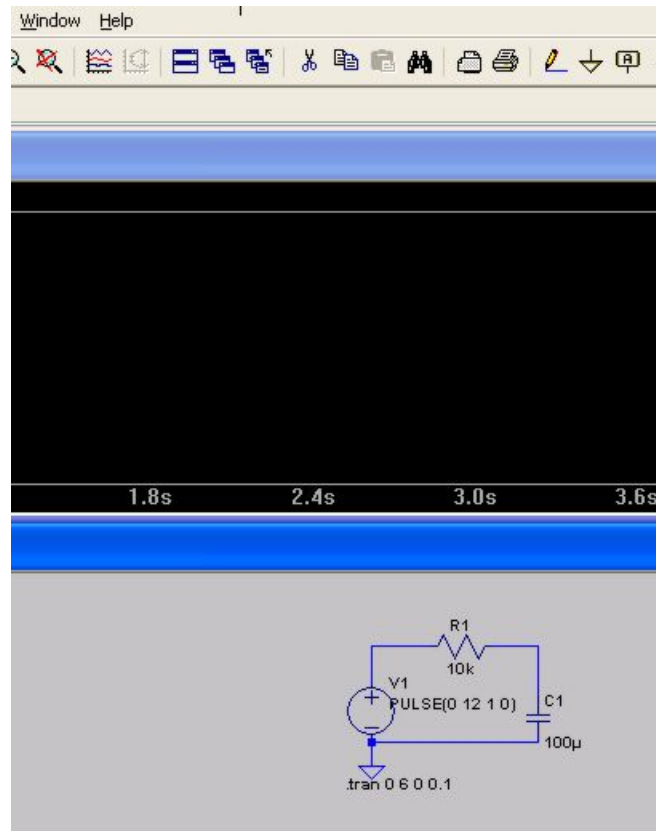 Window Help
A
1.8s 2.4s 3.0s 3.6s
R1
10k
V1
PULSE(0 12 1 0)
C1
100µ
.tran 0 6 0 0.1